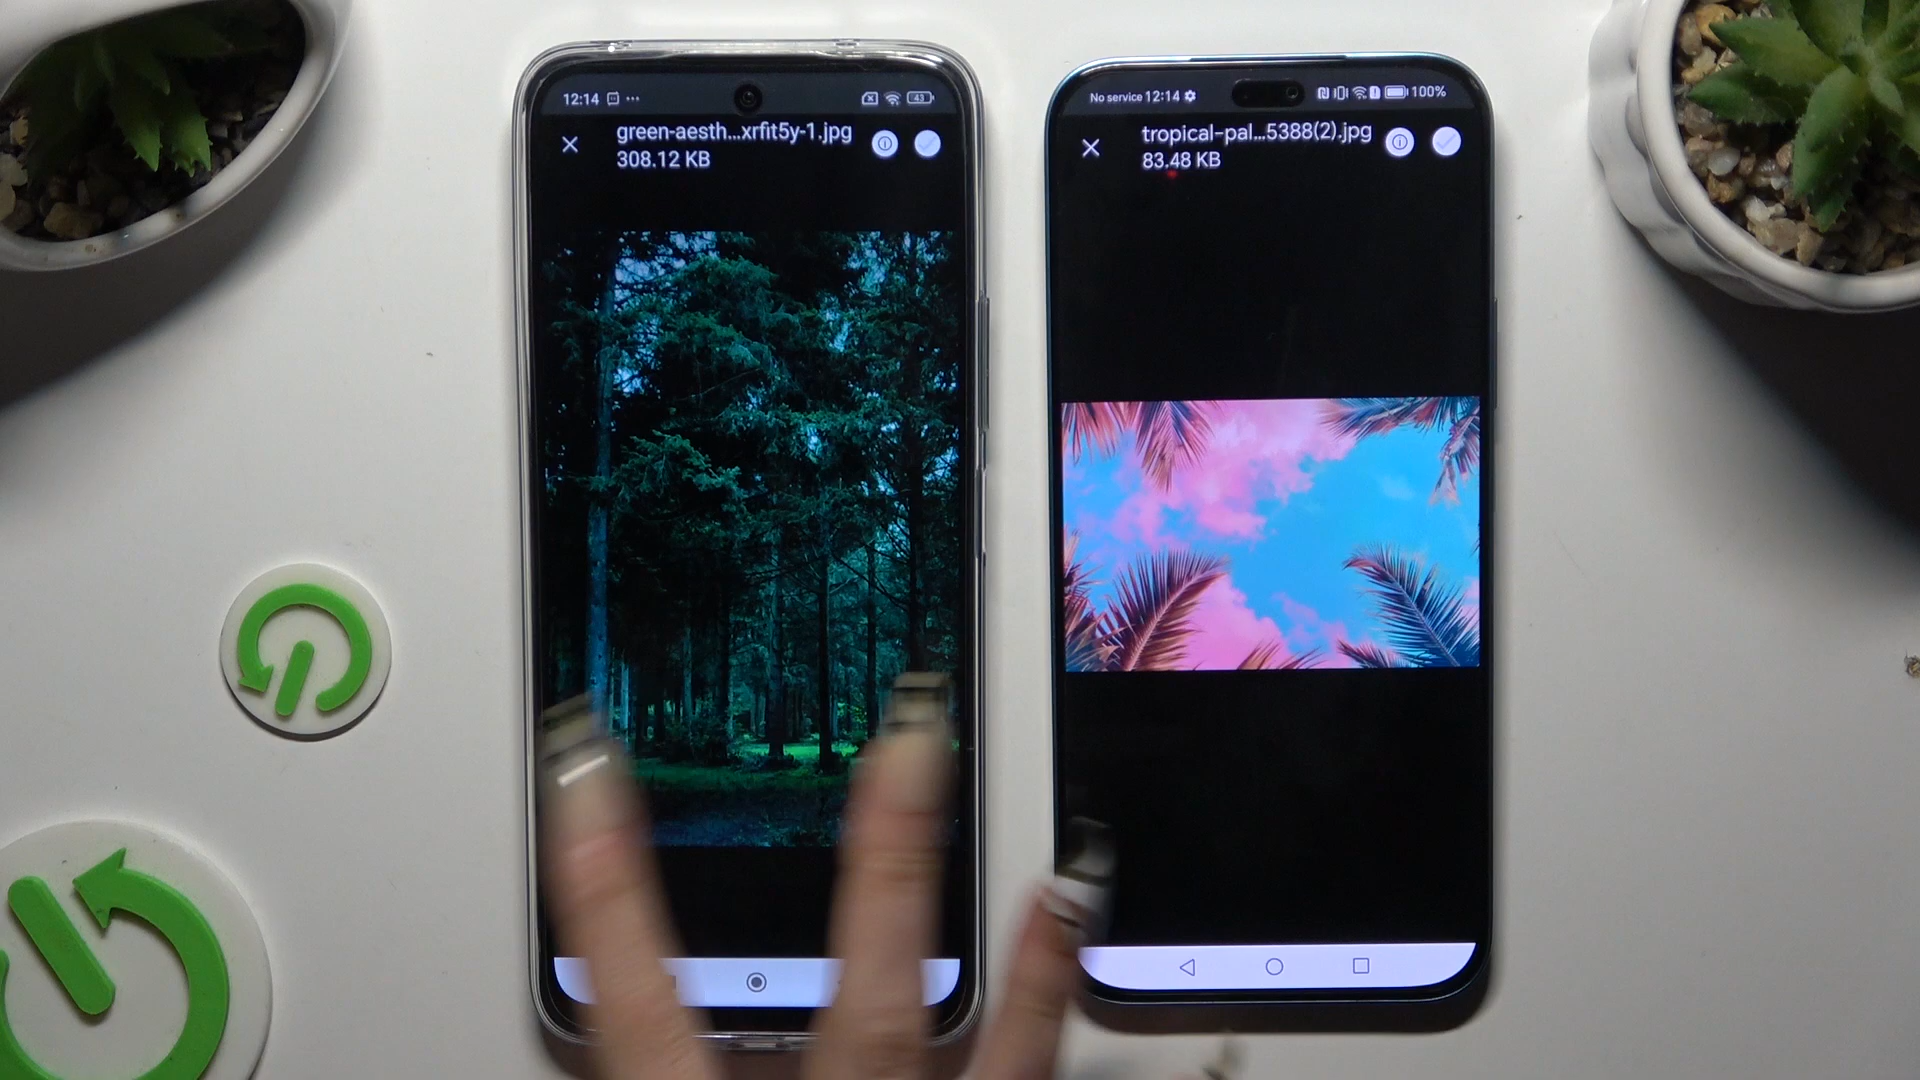 12:14
43
green-aesth...xrfit5y-1.jpg
308.12 KB
No service 12:14
100%
tropical-pal...5388(2).jpg
83.48 KB